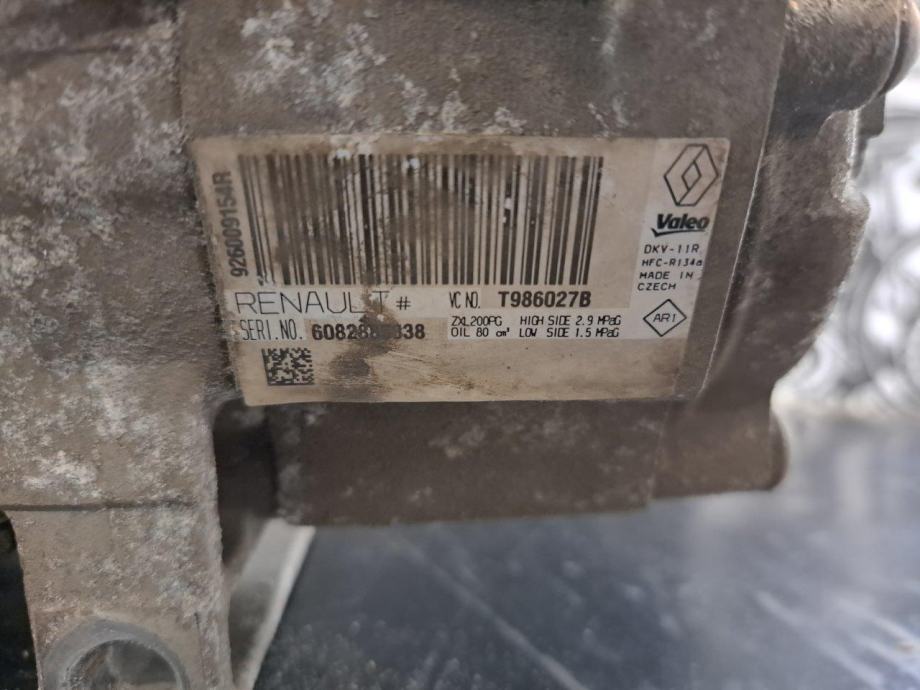 926009154R
Valeo
DKV-11R
HFC-R134a
MADE IN
CZECH
RENAULT #
VC NO. T986027B
SERI.NO.
ZXL200PG HIGH SIDE 2.9 MPaG
OIL 80 cm³ LOW SIDE 1.5 MPaG
AR1